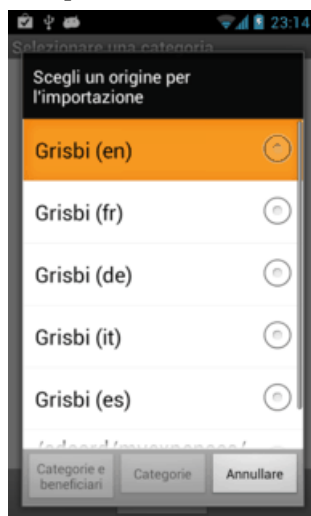 23:14
Selezionare una categoria
Scegli un origine per
l'importazione
Grisbi (en)
Grisbi (fr)
Grisbi (de)
Grisbi (it)
Grisbi (es)
Categorie e
beneficiari
Categorie
Annullare